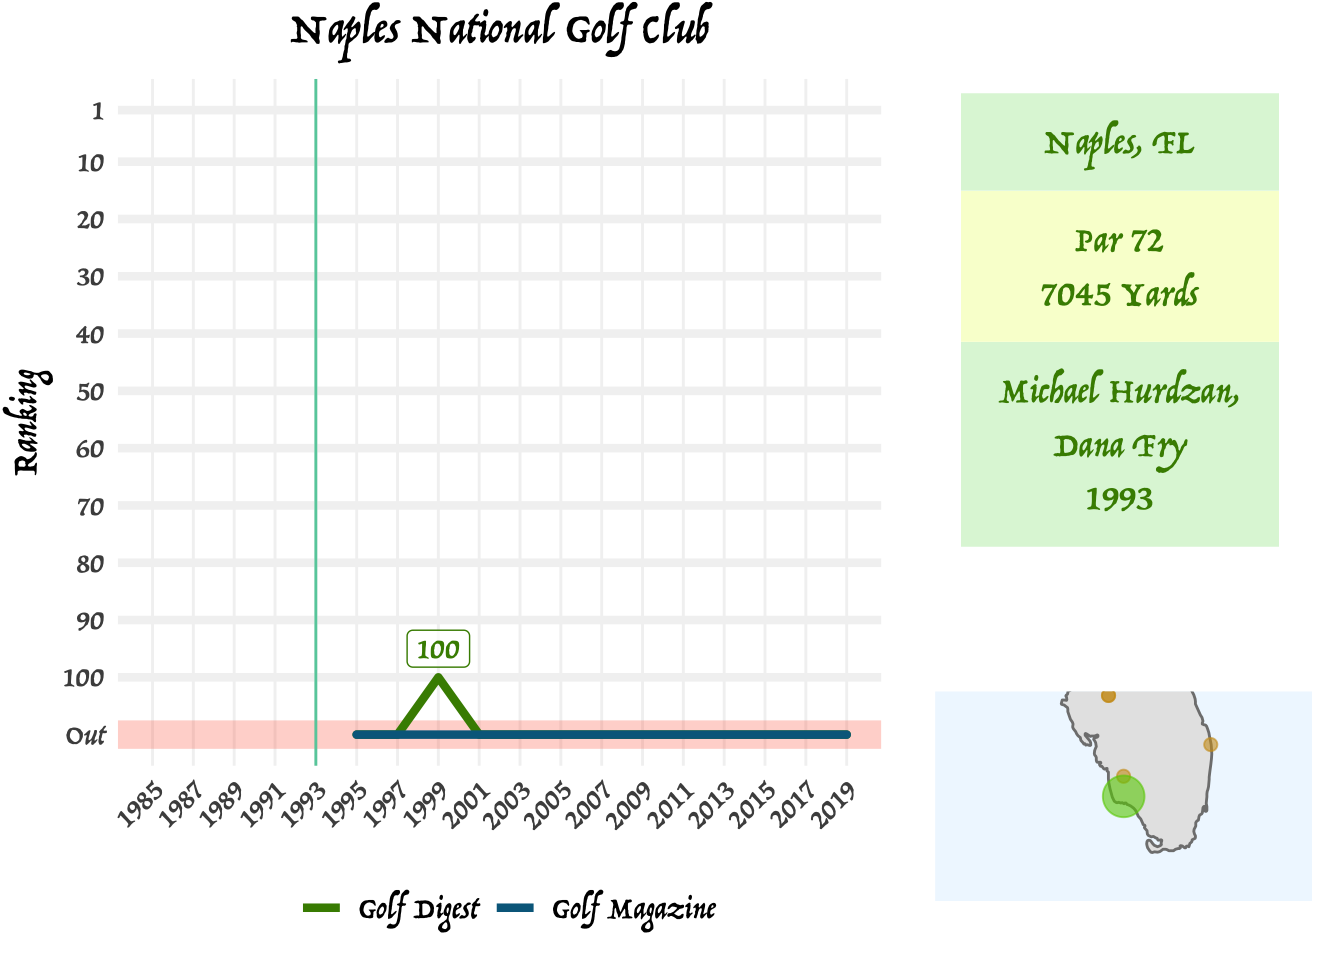 Naples National Golf Club
Ranking
1
10
20
30
40
50
60
70
80
90
100
Out
100
1985 1987 1989 1991 1993 1995 1997 1999 2001 2003 2005 2007 2009 2011 2013 2015 2017 2019
Golf Digest Golf Magazine
Naples, FL
Par 72
7045 Yards
Michael Hurdzan,
Dana Fry
1993